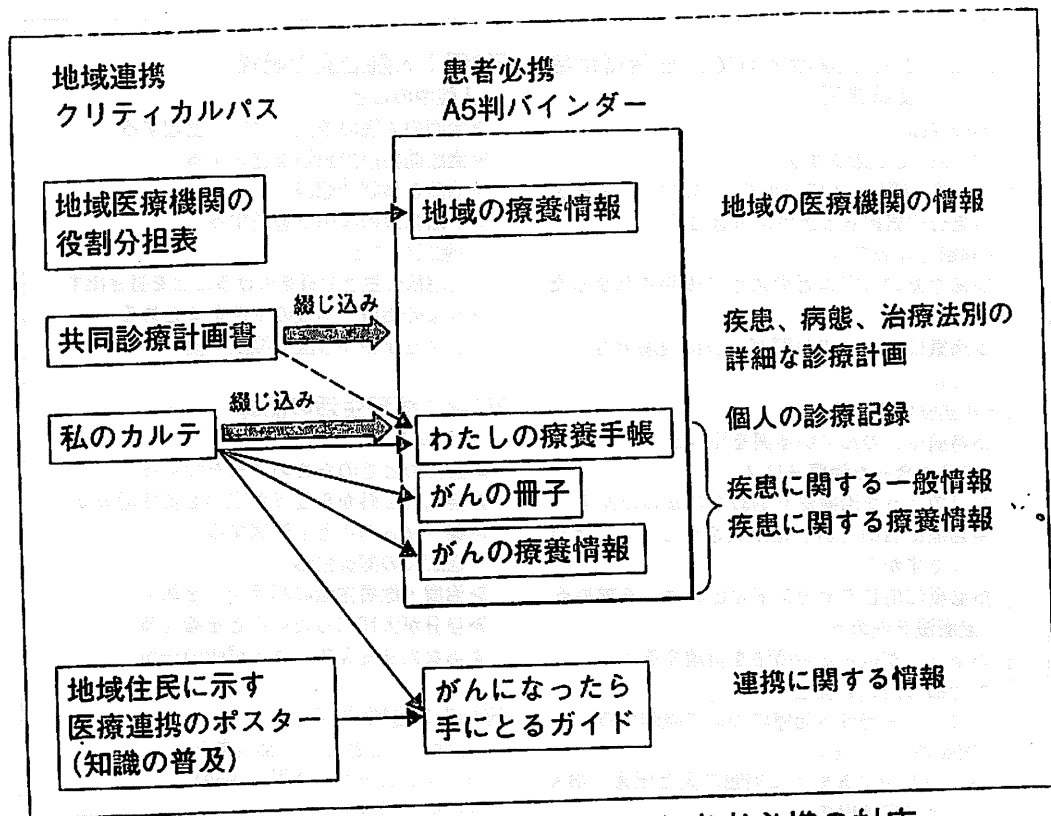 地域連携
クリティカルパス
患者必携
A5判バインダー
地域医療機関の
役割分担表
地域の療養情報
地域の医療機関の情報
綴じ込み
共同診療計画書
疾患、病態、治療法別の
詳細な診療計画
綴じ込み
私のカルテ
わたしの療養手帳
個人の診療記録
がんの冊子
疾患に関する一般情報
疾患に関する療養情報
がんの療養情報
地域住民に示す
医療連携のポスター
(知識の普及)
がんになったら
手にとるガイド
連携に関する情報